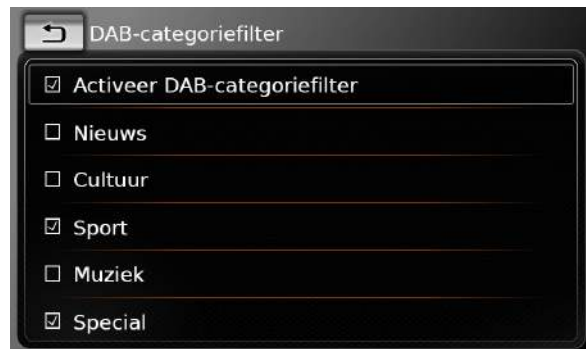 DAB-categoriefilter
Activeer DAB-categoriefilter
Nieuws
Cultuur
Sport
Muziek
Special